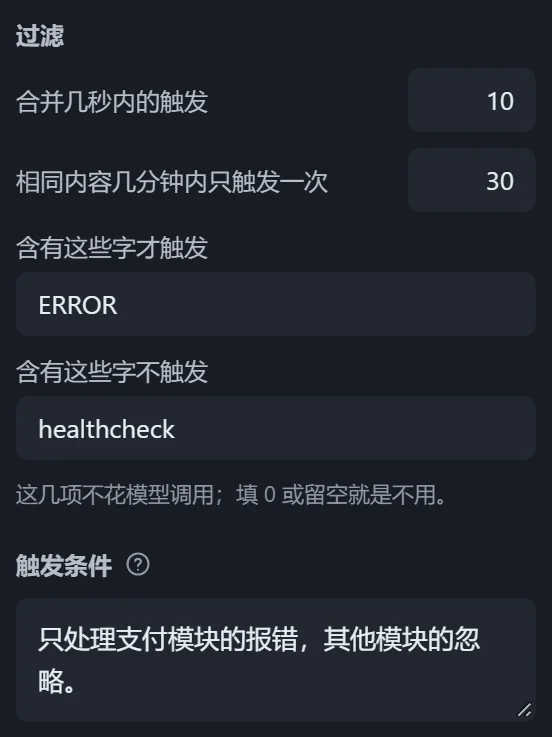 过滤
合并几秒内的触发
10
相同内容几分钟内只触发一次
30
含有这些字才触发
ERROR
含有这些字不触发
healthcheck
这几项不花模型调用；填 0 或留空就是不用。
触发条件 ?
只处理支付模块的报错，其他模块的忽
略。